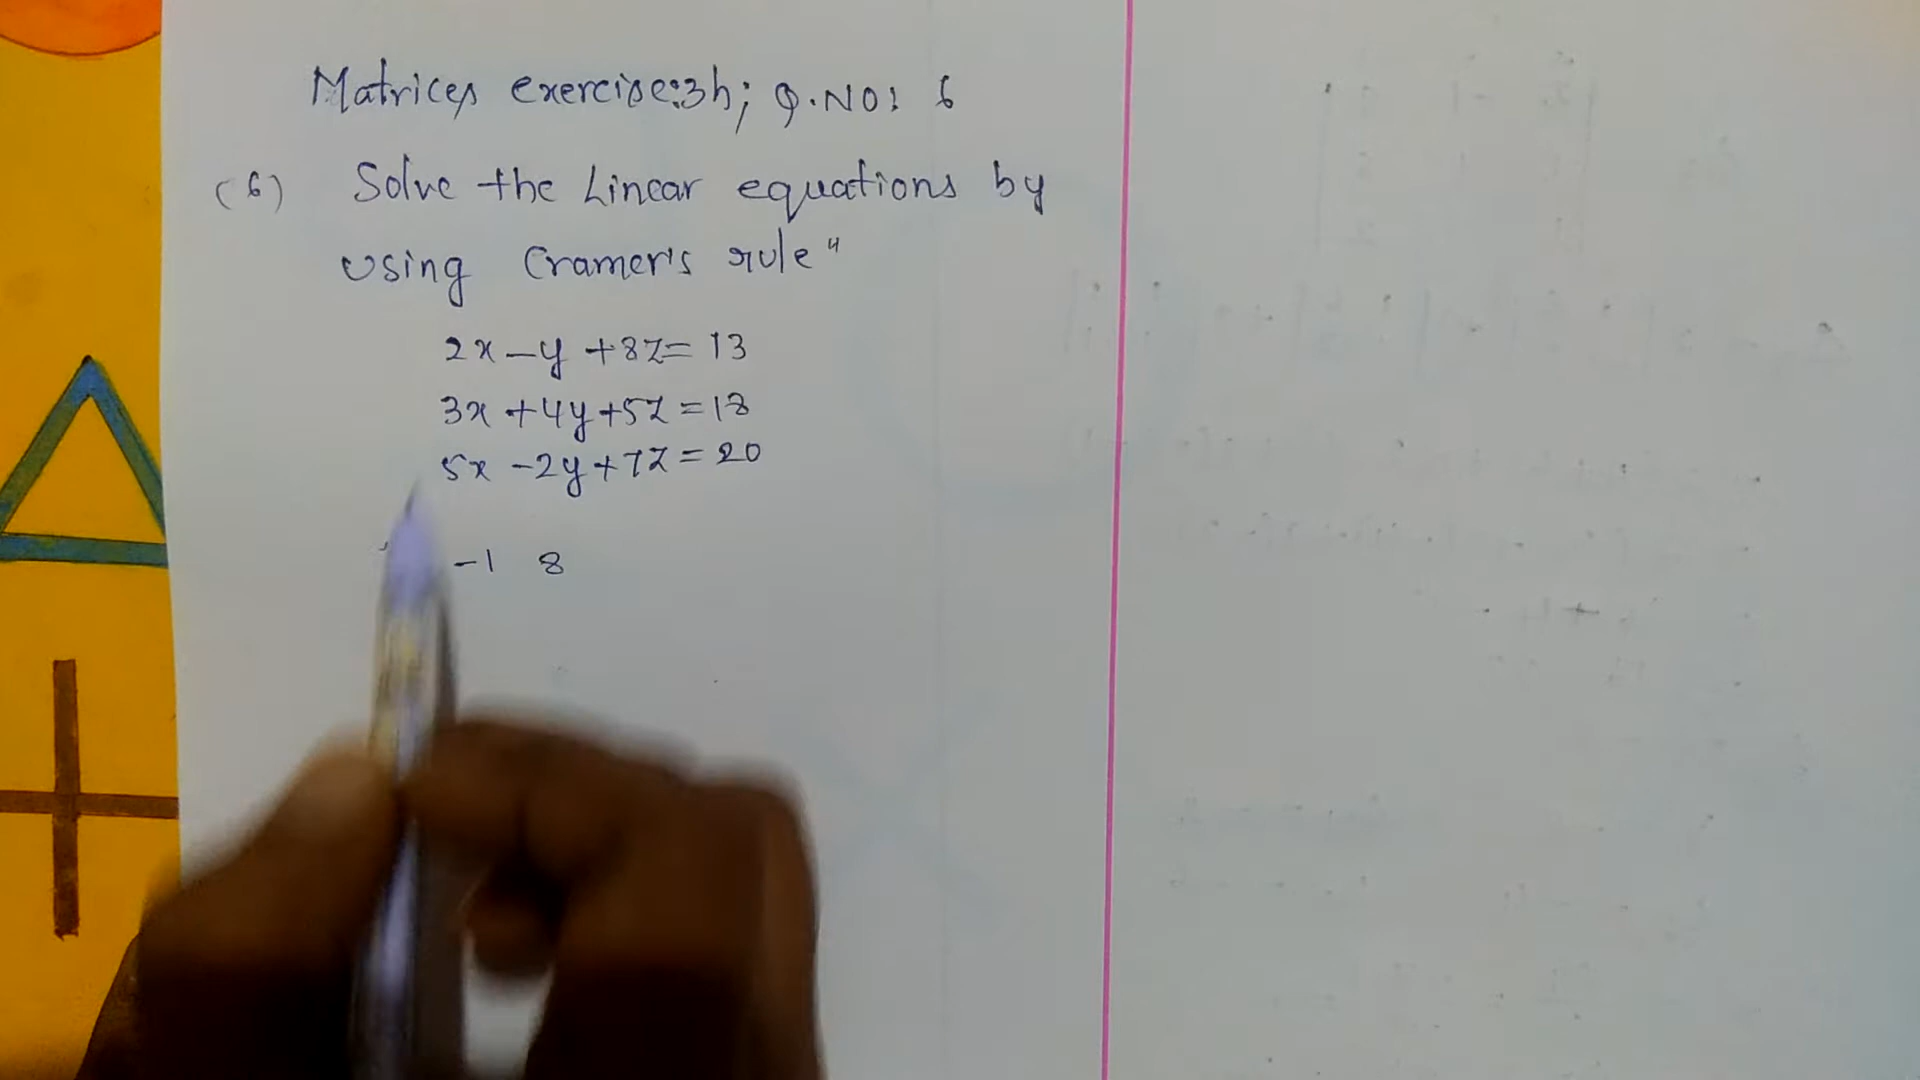 Matrices exercise:3h; Q.NO: 6
(6) Solve the Linear equations by
using Cramer's rule"
2x-y+8z=13
3x+4y+5z=18
5x-2y+7z=20
-1 8